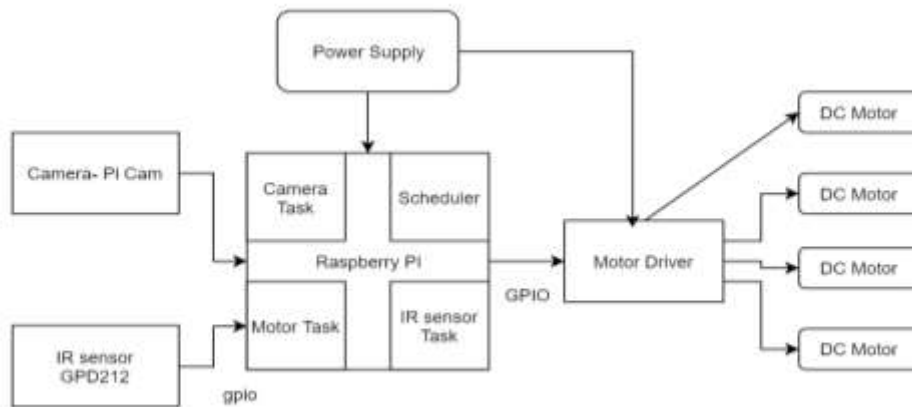 Power Supply
DC Motor
Camera- PI Cam
Camera
Task
Scheduler
DC Motor
Raspberry PI
Motor Driver
DC Motor
GPIO
Motor Task
IR sensor
Task
DC Motor
IR sensor
GPD212
gpio